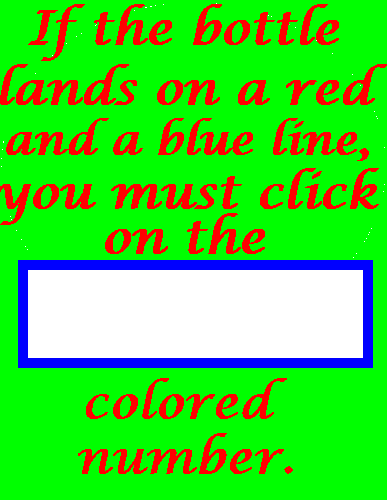 If the bottle
lands on a red
and a blue line,
you must click
on the
colored
number.